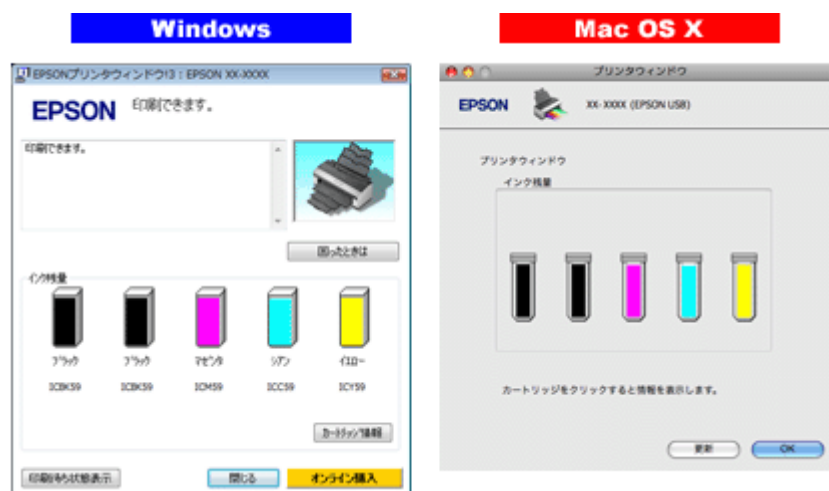 Windows
EPSONプリンタウィンドウ!3 : EPSON XX-XXXX
EPSON
印刷できます。
印刷できます。
困ったときは
インク残量
ブラック
ブラック
マゼンタ
シアン
イエロー
ICBK59
ICBK59
ICM59
ICC59
ICY59
カートリッジ情報
印刷待ち状態表示
閉じる
オンライン購入
Mac OS X
プリンタウィンドウ
EPSON
XX-XXXX (EPSON USB)
プリンタウィンドウ
インク残量
カートリッジをクリックすると情報を表示します。
更新
OK